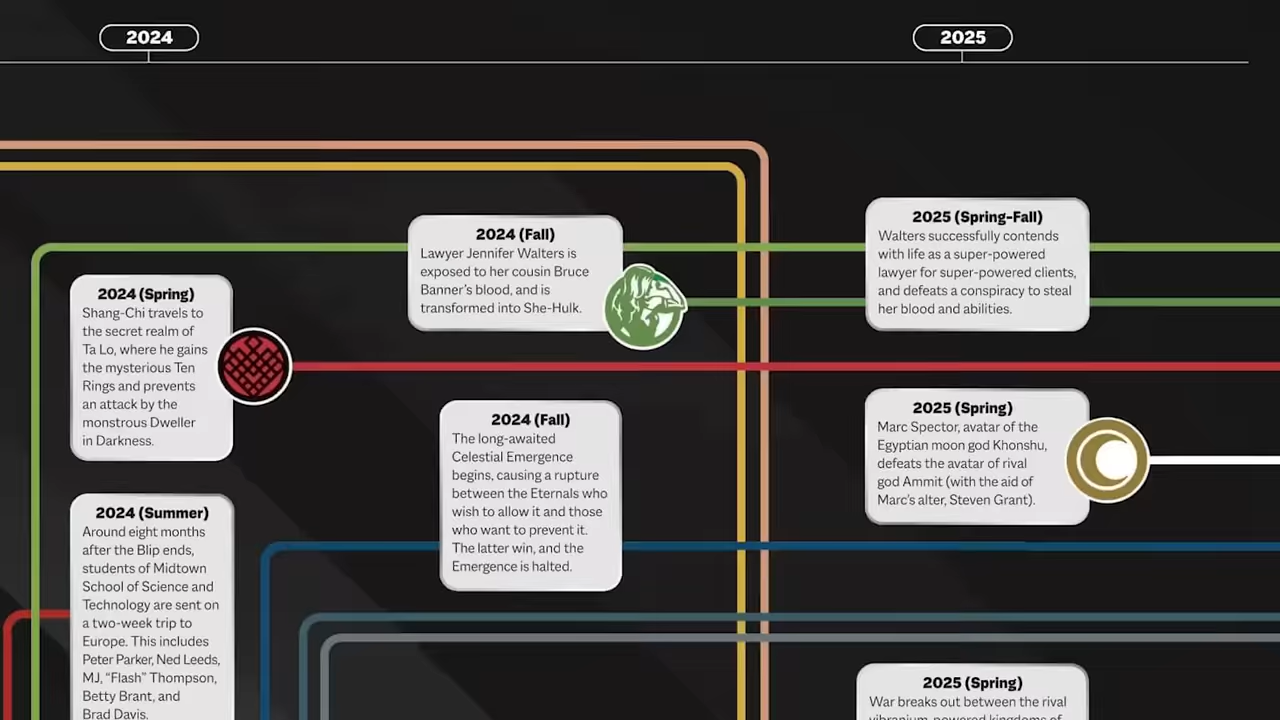 2024
2025
2024 (Spring)
Shang-Chi travels to
the secret realm of
Ta Lo, where he gains
the mysterious Ten
Rings and prevents
an attack by the
monstrous Dweller
in Darkness.
2024 (Summer)
Around eight months
after the Blip ends,
students of Midtown
School of Science and
Technology are sent on
a two-week trip to
Europe. This includes
Peter Parker, Ned Leeds,
MJ, “Flash” Thompson,
Betty Brant, and
Brad Davis.
2024 (Fall)
Lawyer Jennifer Walters is
exposed to her cousin Bruce
Banner’s blood, and is
transformed into She-Hulk.
2024 (Fall)
The long-awaited
Celestial Emergence
begins, causing a rupture
between the Eternals who
wish to allow it and those
who want to prevent it.
The latter win, and the
Emergence is halted.
2025 (Spring–Fall)
Walters successfully contends
with life as a super-powered
lawyer for super-powered clients,
and defeats a conspiracy to steal
her blood and abilities.
2025 (Spring)
Marc Spector, avatar of the
Egyptian moon god Khonshu,
defeats the avatar of rival
god Ammit (with the aid of
Marc’s alter, Steven Grant).
2025 (Spring)
War breaks out between the rival
vibranium-powered kingdoms of